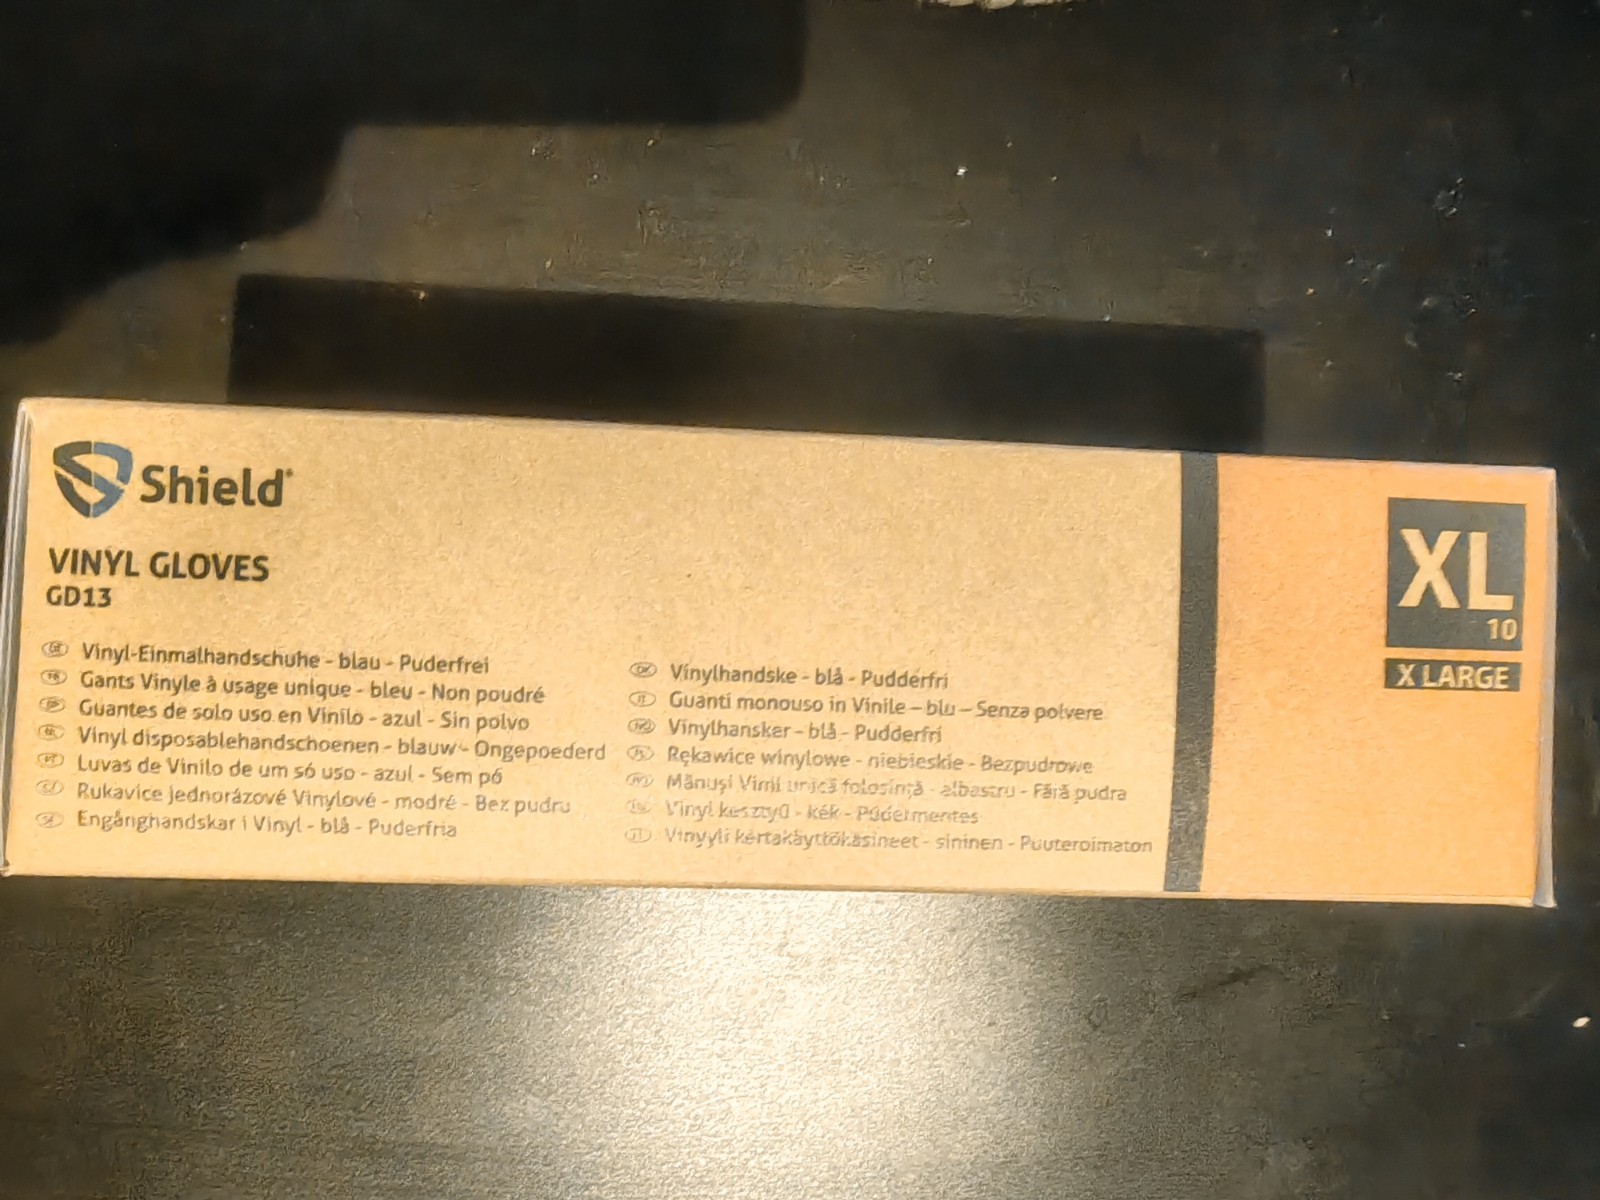 Shield
VINYL GLOVES
GD13
Vinyl-Einmalhandschuhe - blau - Puderfrei
Gants Vinyle à usage unique - bleu - Non poudré
Guantes de solo uso en Vinilo - azul - Sin polvo
Vinyl disposablehandschoenen - blauw - Ongepoederd
Luvas de Vinilo de um só uso - azul - Sem pó
Rukavice jednorázové Vinylové - modré - Bez pudru
Engånghandskar i Vinyl - blå - Puderfria
Vinylhandske - blå - Pudderfri
Guanti monouso in Vinile – blu – Senza polvere
Vinylhansker - blå - Pudderfri
Rękawice winylowe - niebieskie - Bezpudrowe
Mănuși Vinil unică folosință - albastru - Fără pudra
Vinyl kesztyű - kék - Púdermentes
Vinyyli kertakäyttökäsineet - sininen - Puuteroimaton
XL
10
X LARGE